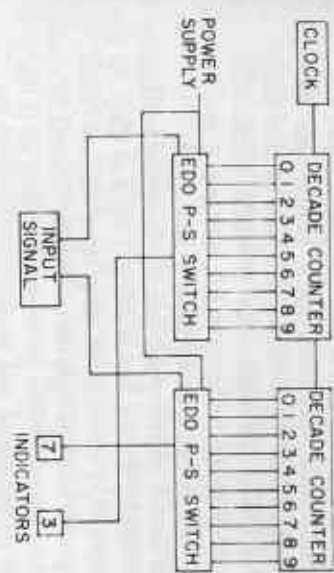 CLOCK
DECADE COUNTER
0 1 2 3 4 5 6 7 8 9
DECADE COUNTER
0 1 2 3 4 5 6 7 8 9
POWER
SUPPLY
EDO P-S SWITCH
EDO P-S SWITCH
INPUT
SIGNAL
7
3
INDICATORS